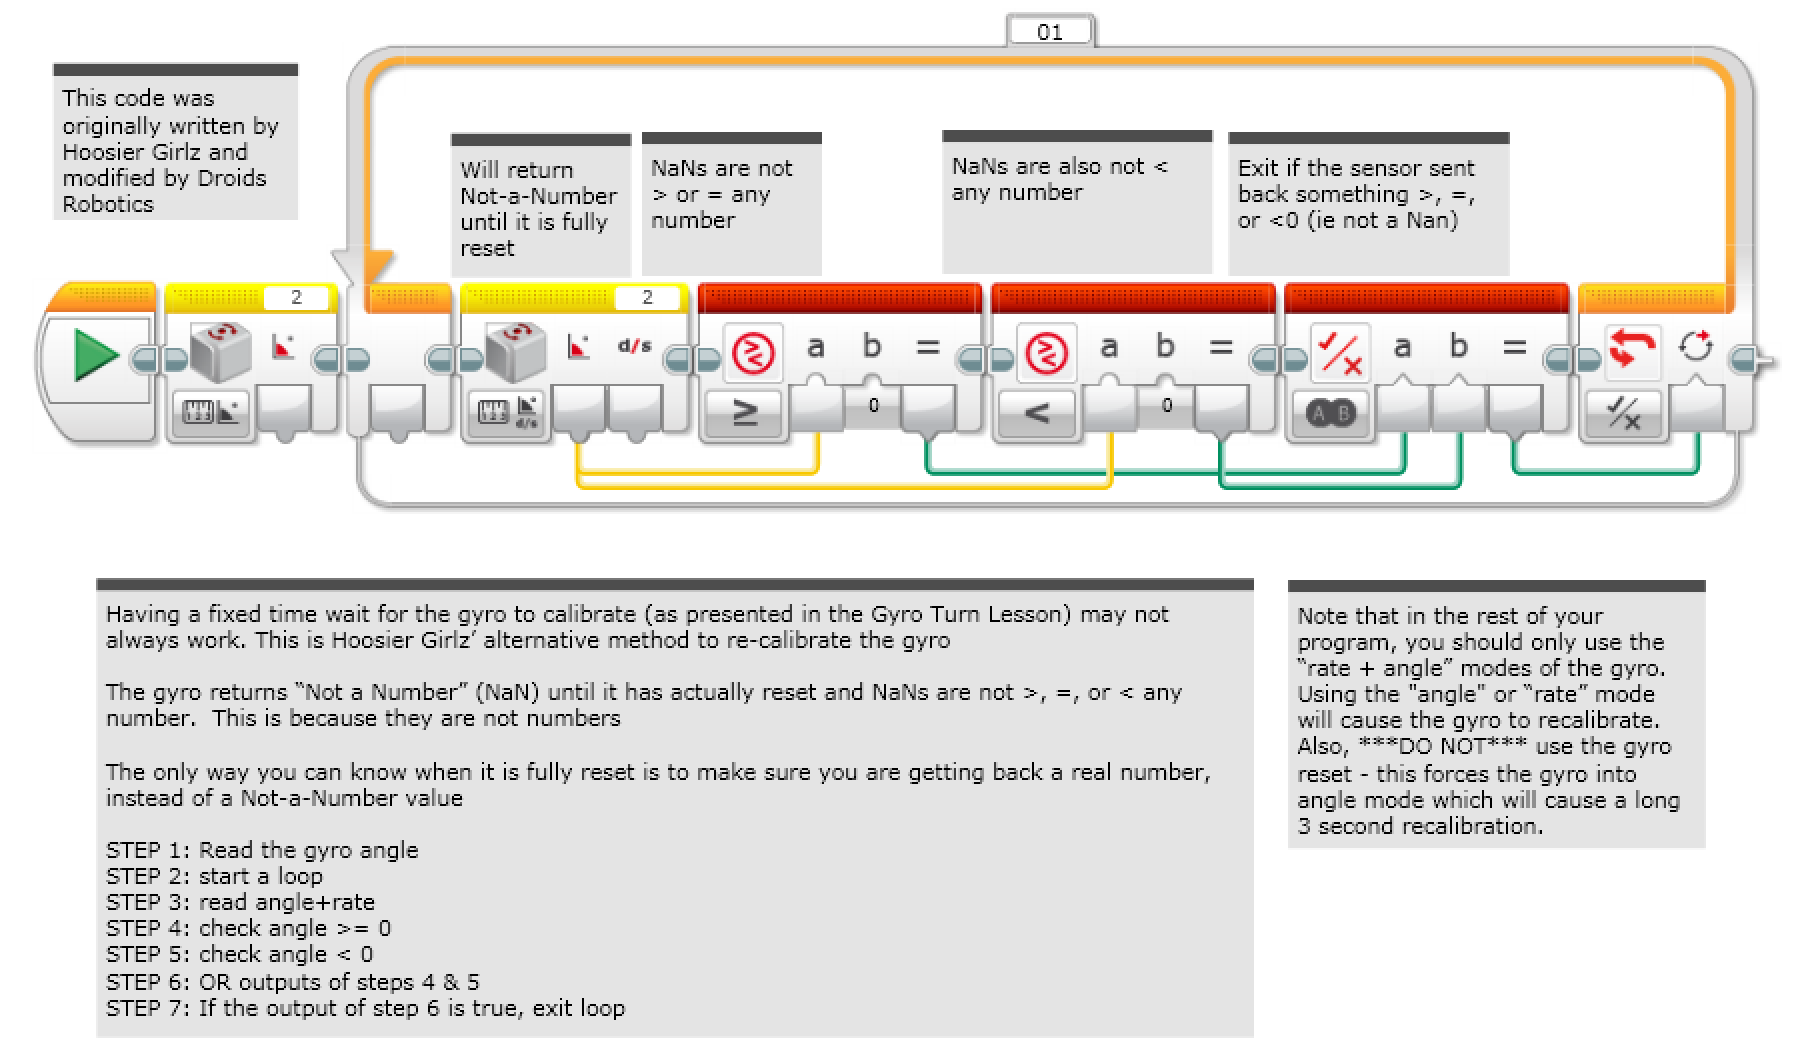 01
This code was
originally written by
Hoosier Girlz and
modified by Droids
Robotics
Will return
Not-a-Number
until it is fully
reset
NaNs are not
> or = any
number
NaNs are also not <
any number
Exit if the sensor sent
back something >, =,
or <0 (ie not a Nan)
2
2
d/s
a b =
a b =
a b =
1 2 3
1 2 3 d/s
≥
0
<
0
A B
Having a fixed time wait for the gyro to calibrate (as presented in the Gyro Turn Lesson) may not
always work. This is Hoosier Girlz’ alternative method to re-calibrate the gyro
The gyro returns “Not a Number” (NaN) until it has actually reset and NaNs are not >, =, or < any
number.  This is because they are not numbers
The only way you can know when it is fully reset is to make sure you are getting back a real number,
instead of a Not-a-Number value
STEP 1: Read the gyro angle
STEP 2: start a loop
STEP 3: read angle+rate
STEP 4: check angle >= 0
STEP 5: check angle < 0
STEP 6: OR outputs of steps 4 & 5
STEP 7: If the output of step 6 is true, exit loop
Note that in the rest of your
program, you should only use the
“rate + angle” modes of the gyro.
Using the "angle" or “rate” mode
will cause the gyro to recalibrate.
Also, ***DO NOT*** use the gyro
reset - this forces the gyro into
angle mode which will cause a long
3 second recalibration.